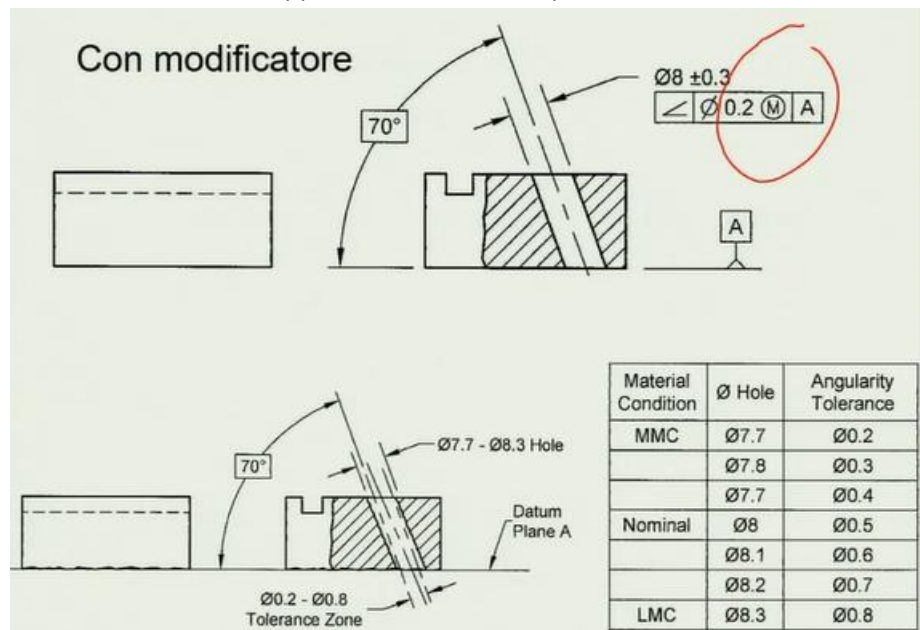 Con modificatore
Ø8 ±0.3
∠ Ø 0.2 Ⓜ A
70°
A
Material Condition Ø Hole Angularity Tolerance
MMC Ø7.7 Ø0.2
Ø7.8 Ø0.3
Ø7.7 Ø0.4
Nominal Ø8 Ø0.5
Ø8.1 Ø0.6
Ø8.2 Ø0.7
LMC Ø8.3 Ø0.8
Ø7.7 - Ø8.3 Hole
70°
Datum
Plane A
Ø0.2 - Ø0.8
Tolerance Zone